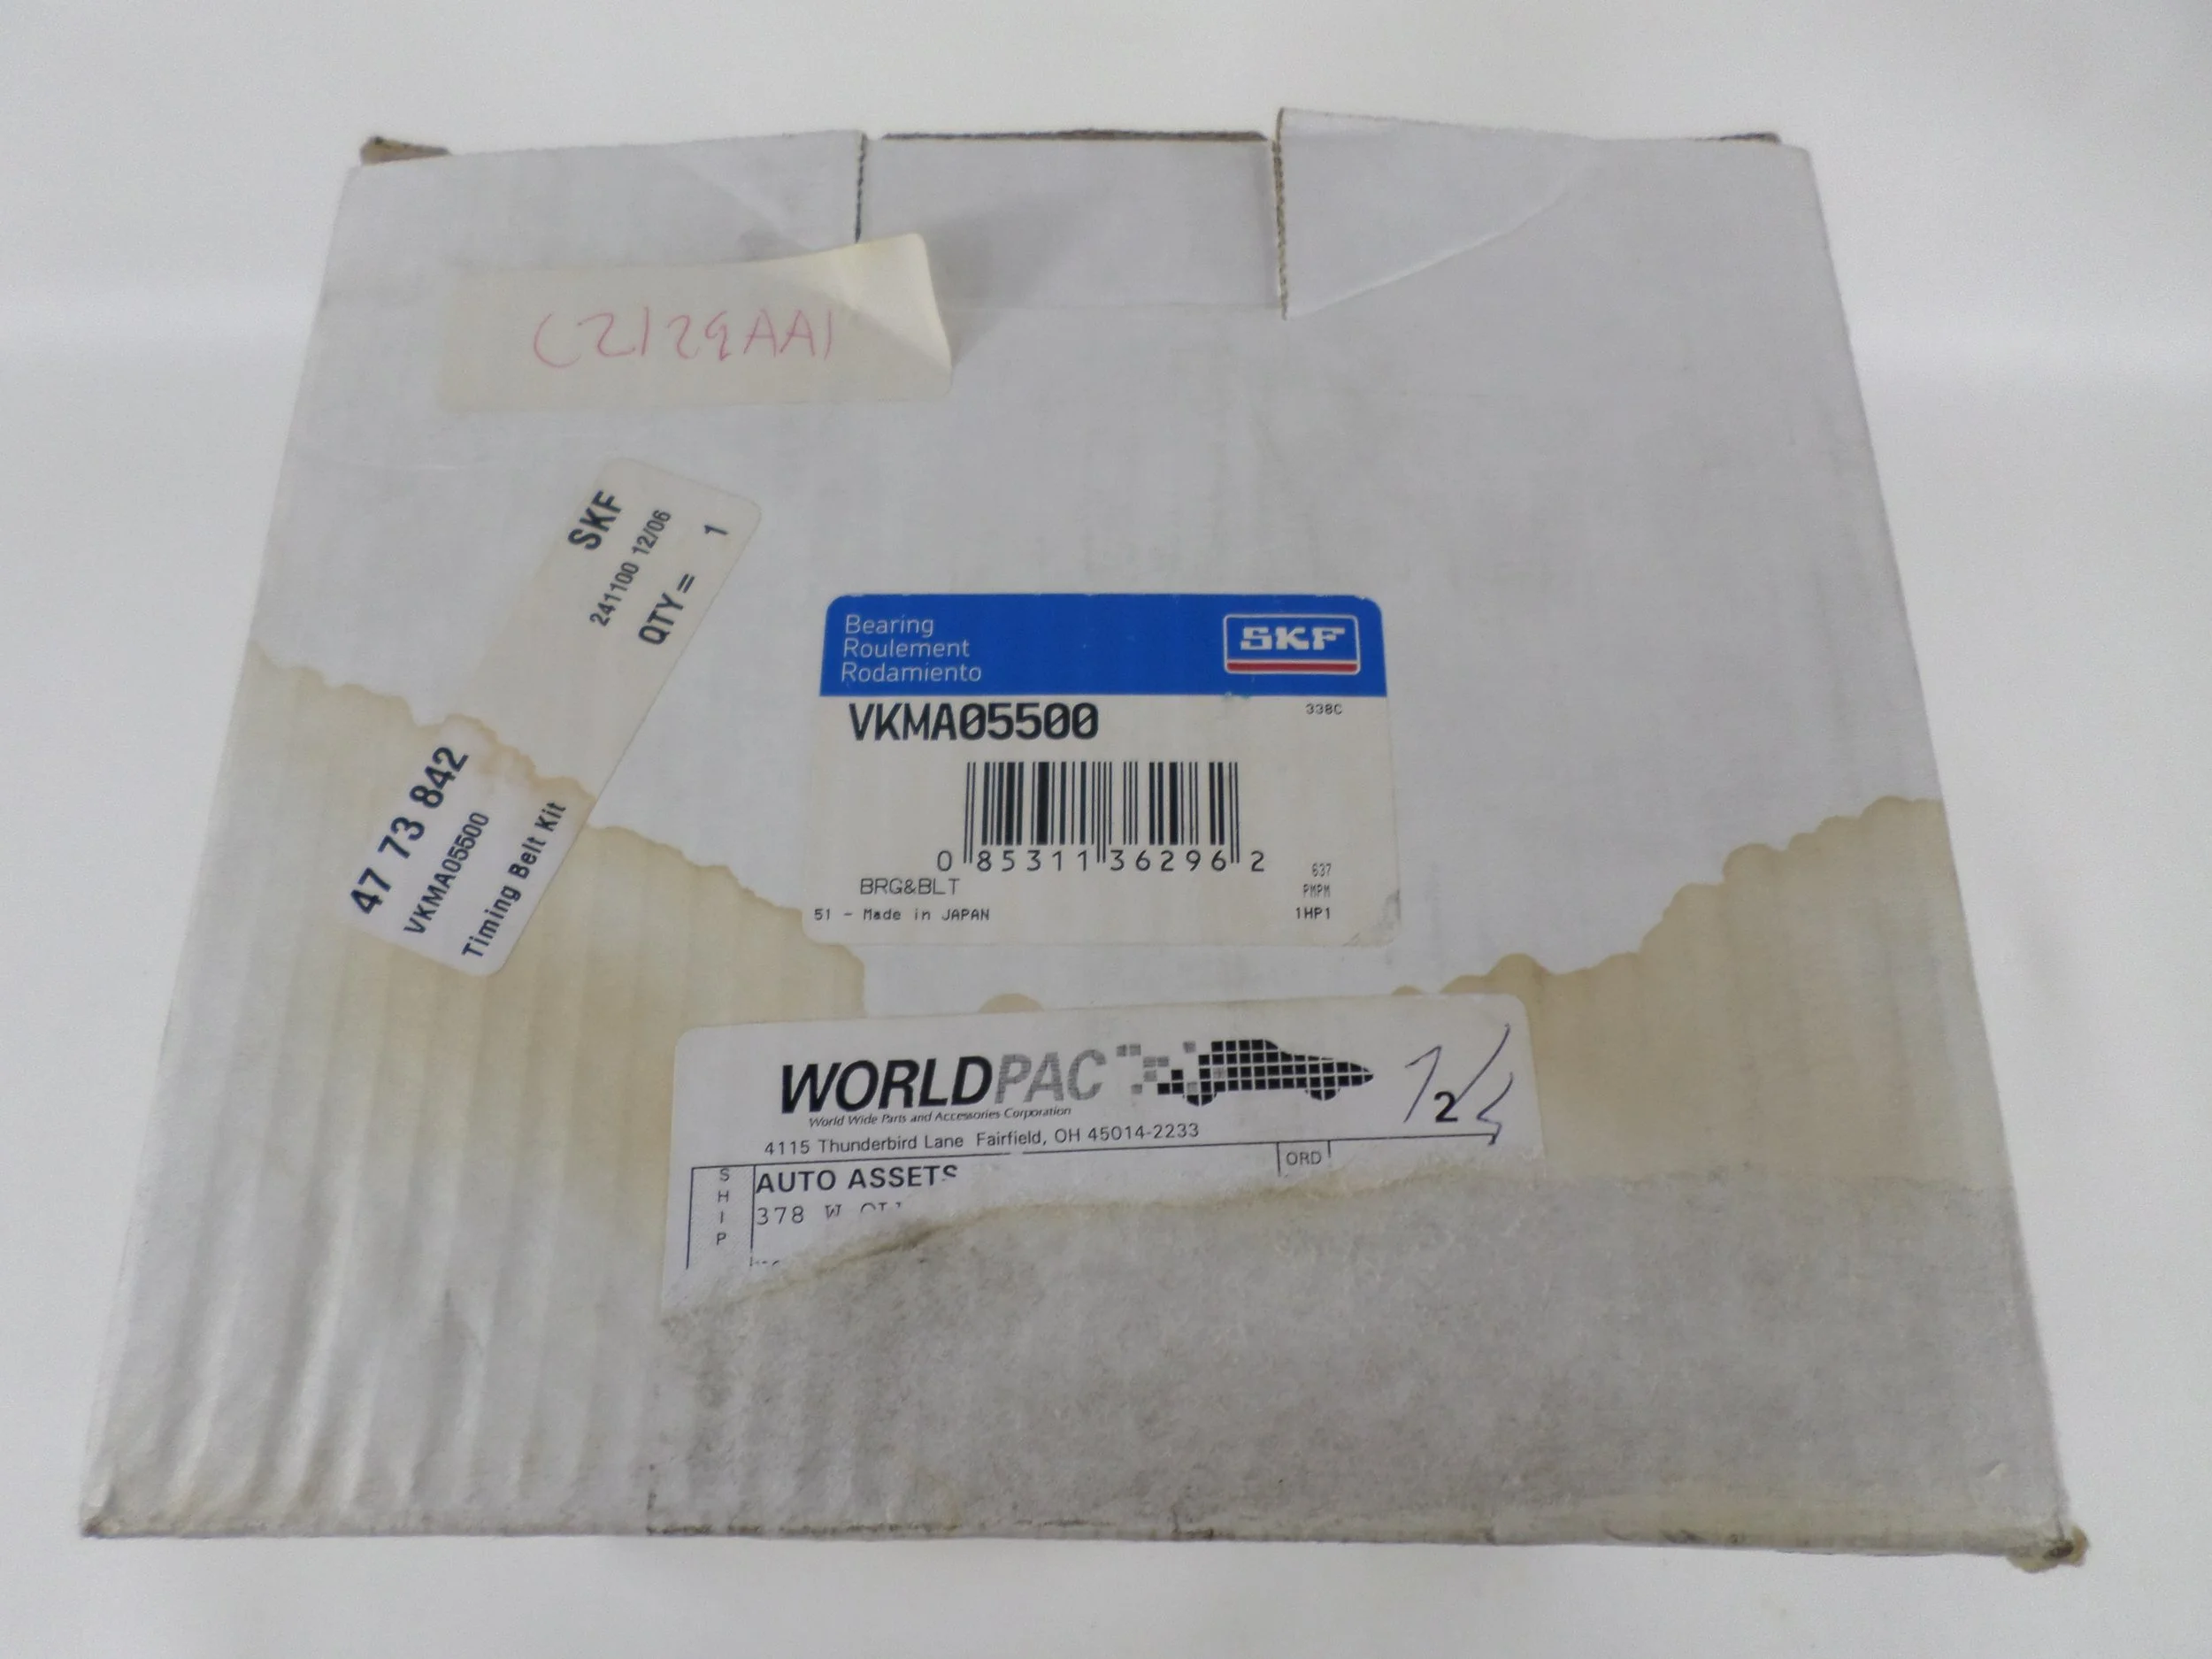 C2129AA1
SKF
241100 12/06
QTY= 1
47 73 842
VKMA05500
Timing Belt Kit
Bearing
Roulement
Rodamiento
SKF
VKMA05500
338C
0 85311 36296 2
BRG&BLT
637
PMPM
51 - Made in JAPAN
1HP1
WORLDPAC
World Wide Parts and Accessories Corporation
4115 Thunderbird Lane Fairfield, OH 45014-2233
2
SHIP
AUTO ASSETS
ORD
378 W